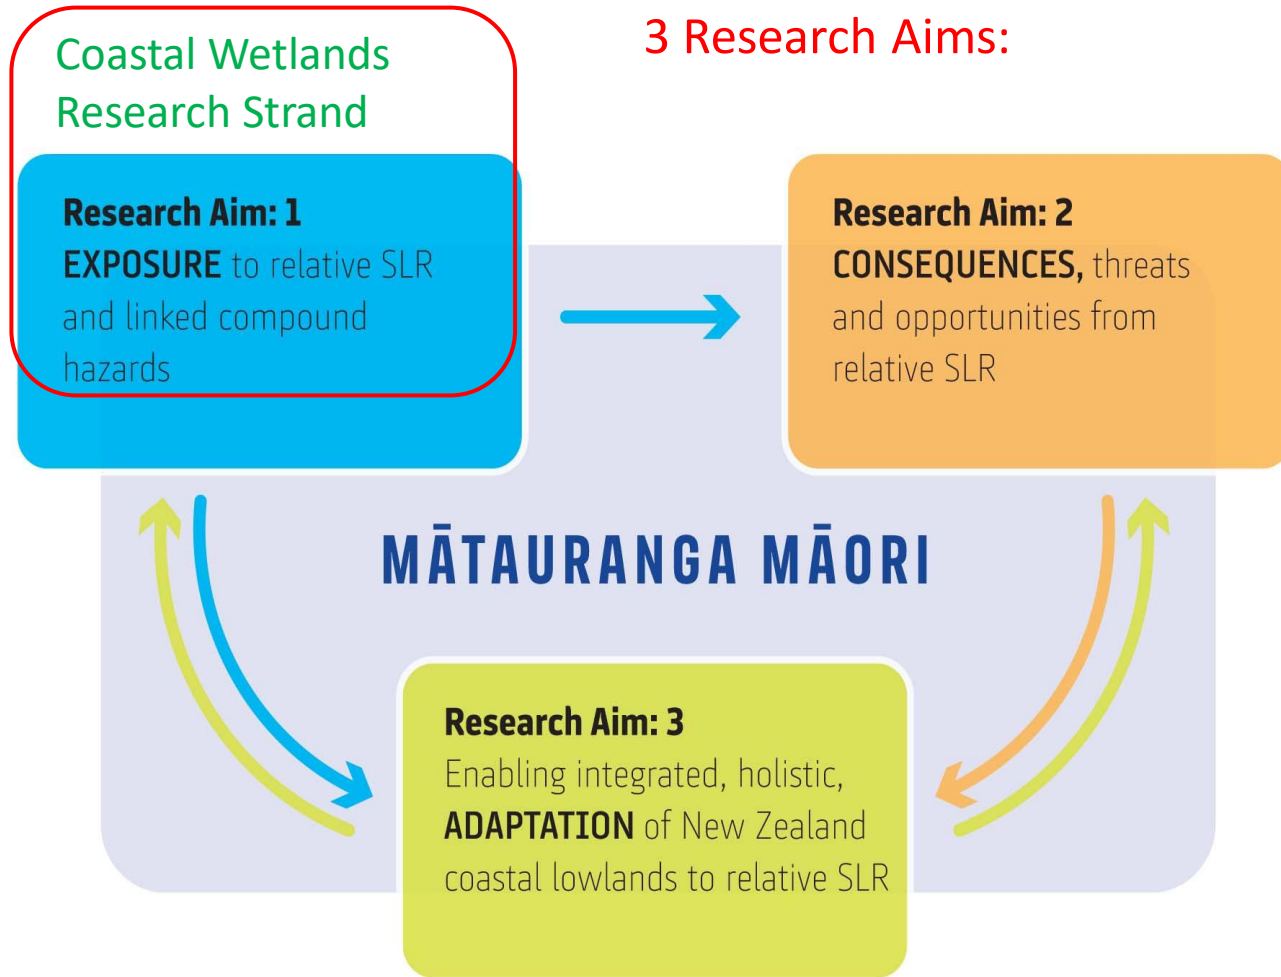 Coastal Wetlands
Research Strand
3 Research Aims:
Research Aim: 1
EXPOSURE to relative SLR
and linked compound
hazards
Research Aim: 2
CONSEQUENCES, threats
and opportunities from
relative SLR
MĀTAURANGA MĀORI
Research Aim: 3
Enabling integrated, holistic,
ADAPTATION of New Zealand
coastal lowlands to relative SLR